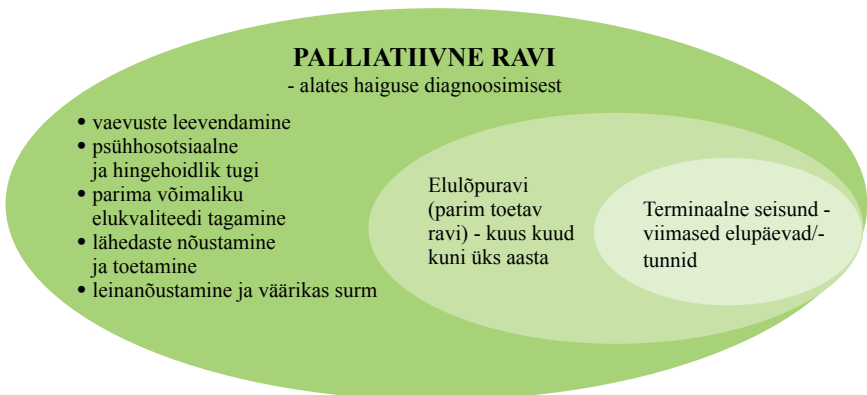 PALLIATIIVNE RAVI
- alates haiguse diagnoosimisest
• vaevuste leevendamine
• psühhosotsiaalne
ja hingehoidlik tugi
• parima võimaliku
elukvaliteedi tagamine
• lähedaste nõustamine
ja toetamine
• leinanõustamine ja väärikas surm
Elulõpuravi
(parim toetav
ravi) - kuus kuud
kuni üks aasta
Terminaalne seisund -
viimased elupäevad/-
tunnid